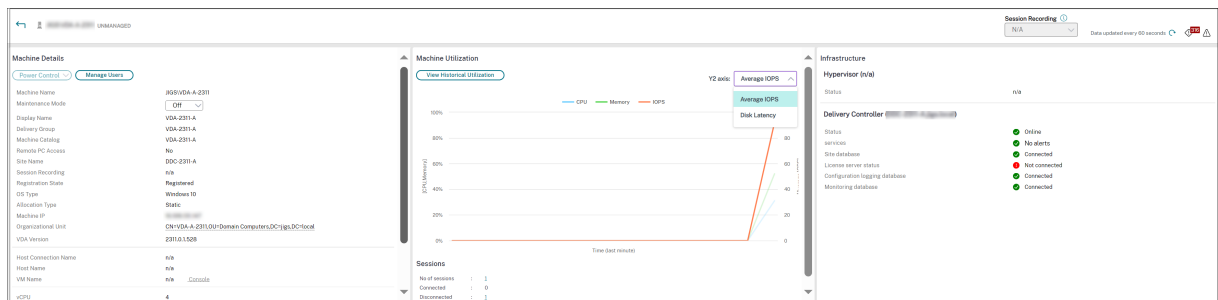 UNMANAGED
Session Recording
N/A
Data updated every 60 seconds
Machine Details
Power Control
Manage Users
Machine Name JIGS\VDA-A-2311
Maintenance Mode Off
Display Name VDA-2311-A
Delivery Group VDA-2311-A
Machine Catalog VDA-2311-A
Remote PC Access No
Site Name DDC-2311-A
Session Recording n/a
Registration State Registered
OS Type Windows 10
Allocation Type Static
Machine IP
Organizational Unit CN=VDA-A-2311,OU=Domain Computers,DC=jigs,DC=local
VDA Version 2311.0.1.528
Host Connection Name n/a
Host Name n/a
VM Name n/a Console
vCPU 4
Machine Utilization
View Historical Utilization
Y2 axis: Average IOPS
Average IOPS
Disk Latency
CPU Memory IOPS
100%
80% 80
60% 60
40% 40
20% 20
0% 0
(CPU,Memory)
Time (last minute)
Sessions
No of sessions : 1
Connected : 0
Disconnected : 1
Infrastructure
Hypervisor (n/a)
Status n/a
Delivery Controller (
Status Online
services No alerts
Site database Connected
License server status Not connected
Configuration logging database Connected
Monitoring database Connected